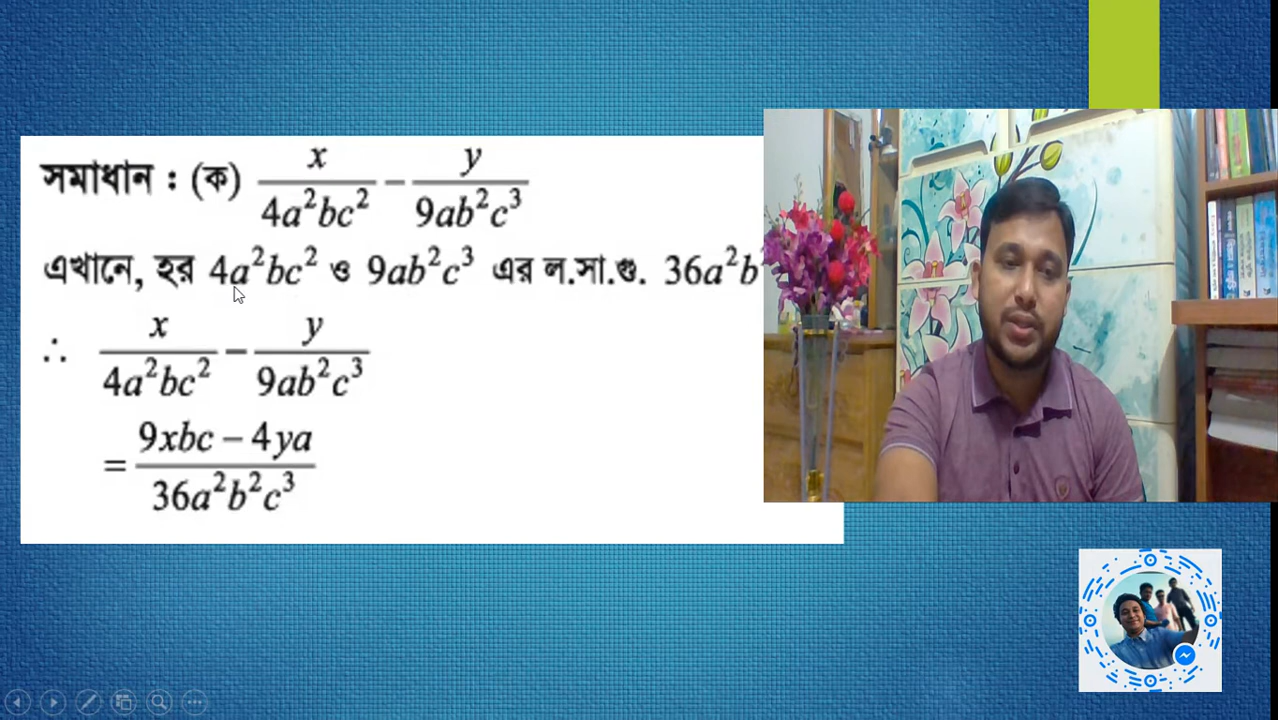 সমাধান : (ক) x/4a²bc² − y/9ab²c³
এখানে, হর 4a²bc² ও 9ab²c³ এর ল.সা.গু. 36a²b
∴ x/4a²bc² − y/9ab²c³
= 9xbc − 4ya/36a²b²c³